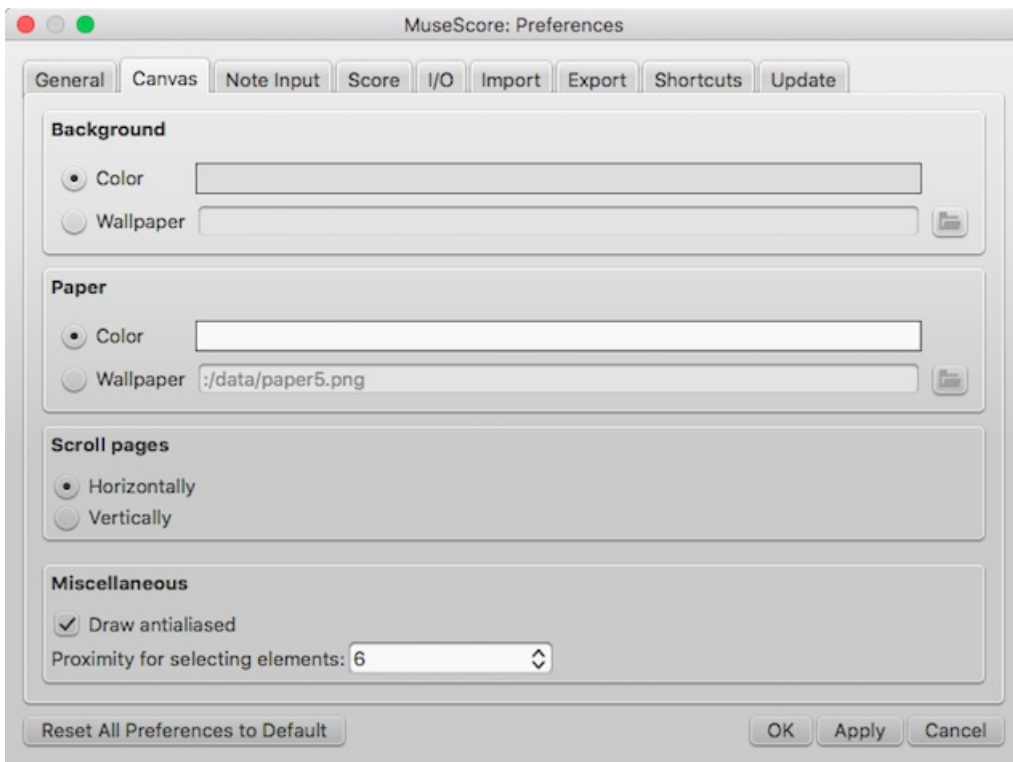 MuseScore: Preferences
General Canvas Note Input Score I/O Import Export Shortcuts Update
Background
Color
Wallpaper
Paper
Color
Wallpaper :/data/paper5.png
Scroll pages
Horizontally
Vertically
Miscellaneous
Draw antialiased
Proximity for selecting elements: 6
Reset All Preferences to Default OK Apply Cancel